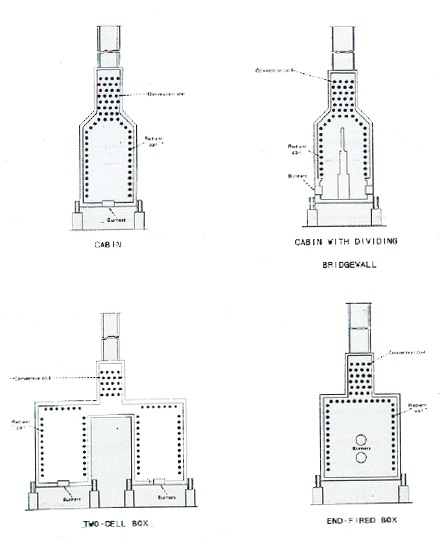 Convection coil
Radiant coil
Burners
CABIN
Convection coil
Radiant coil
Burners
CABIN WITH DIVIDING
BRIDGEWALL
Convection coil
Radiant coil
Burners
Burners
TWO-CELL BOX
Convection coil
Radiant coil
Burners
END-FIRED BOX